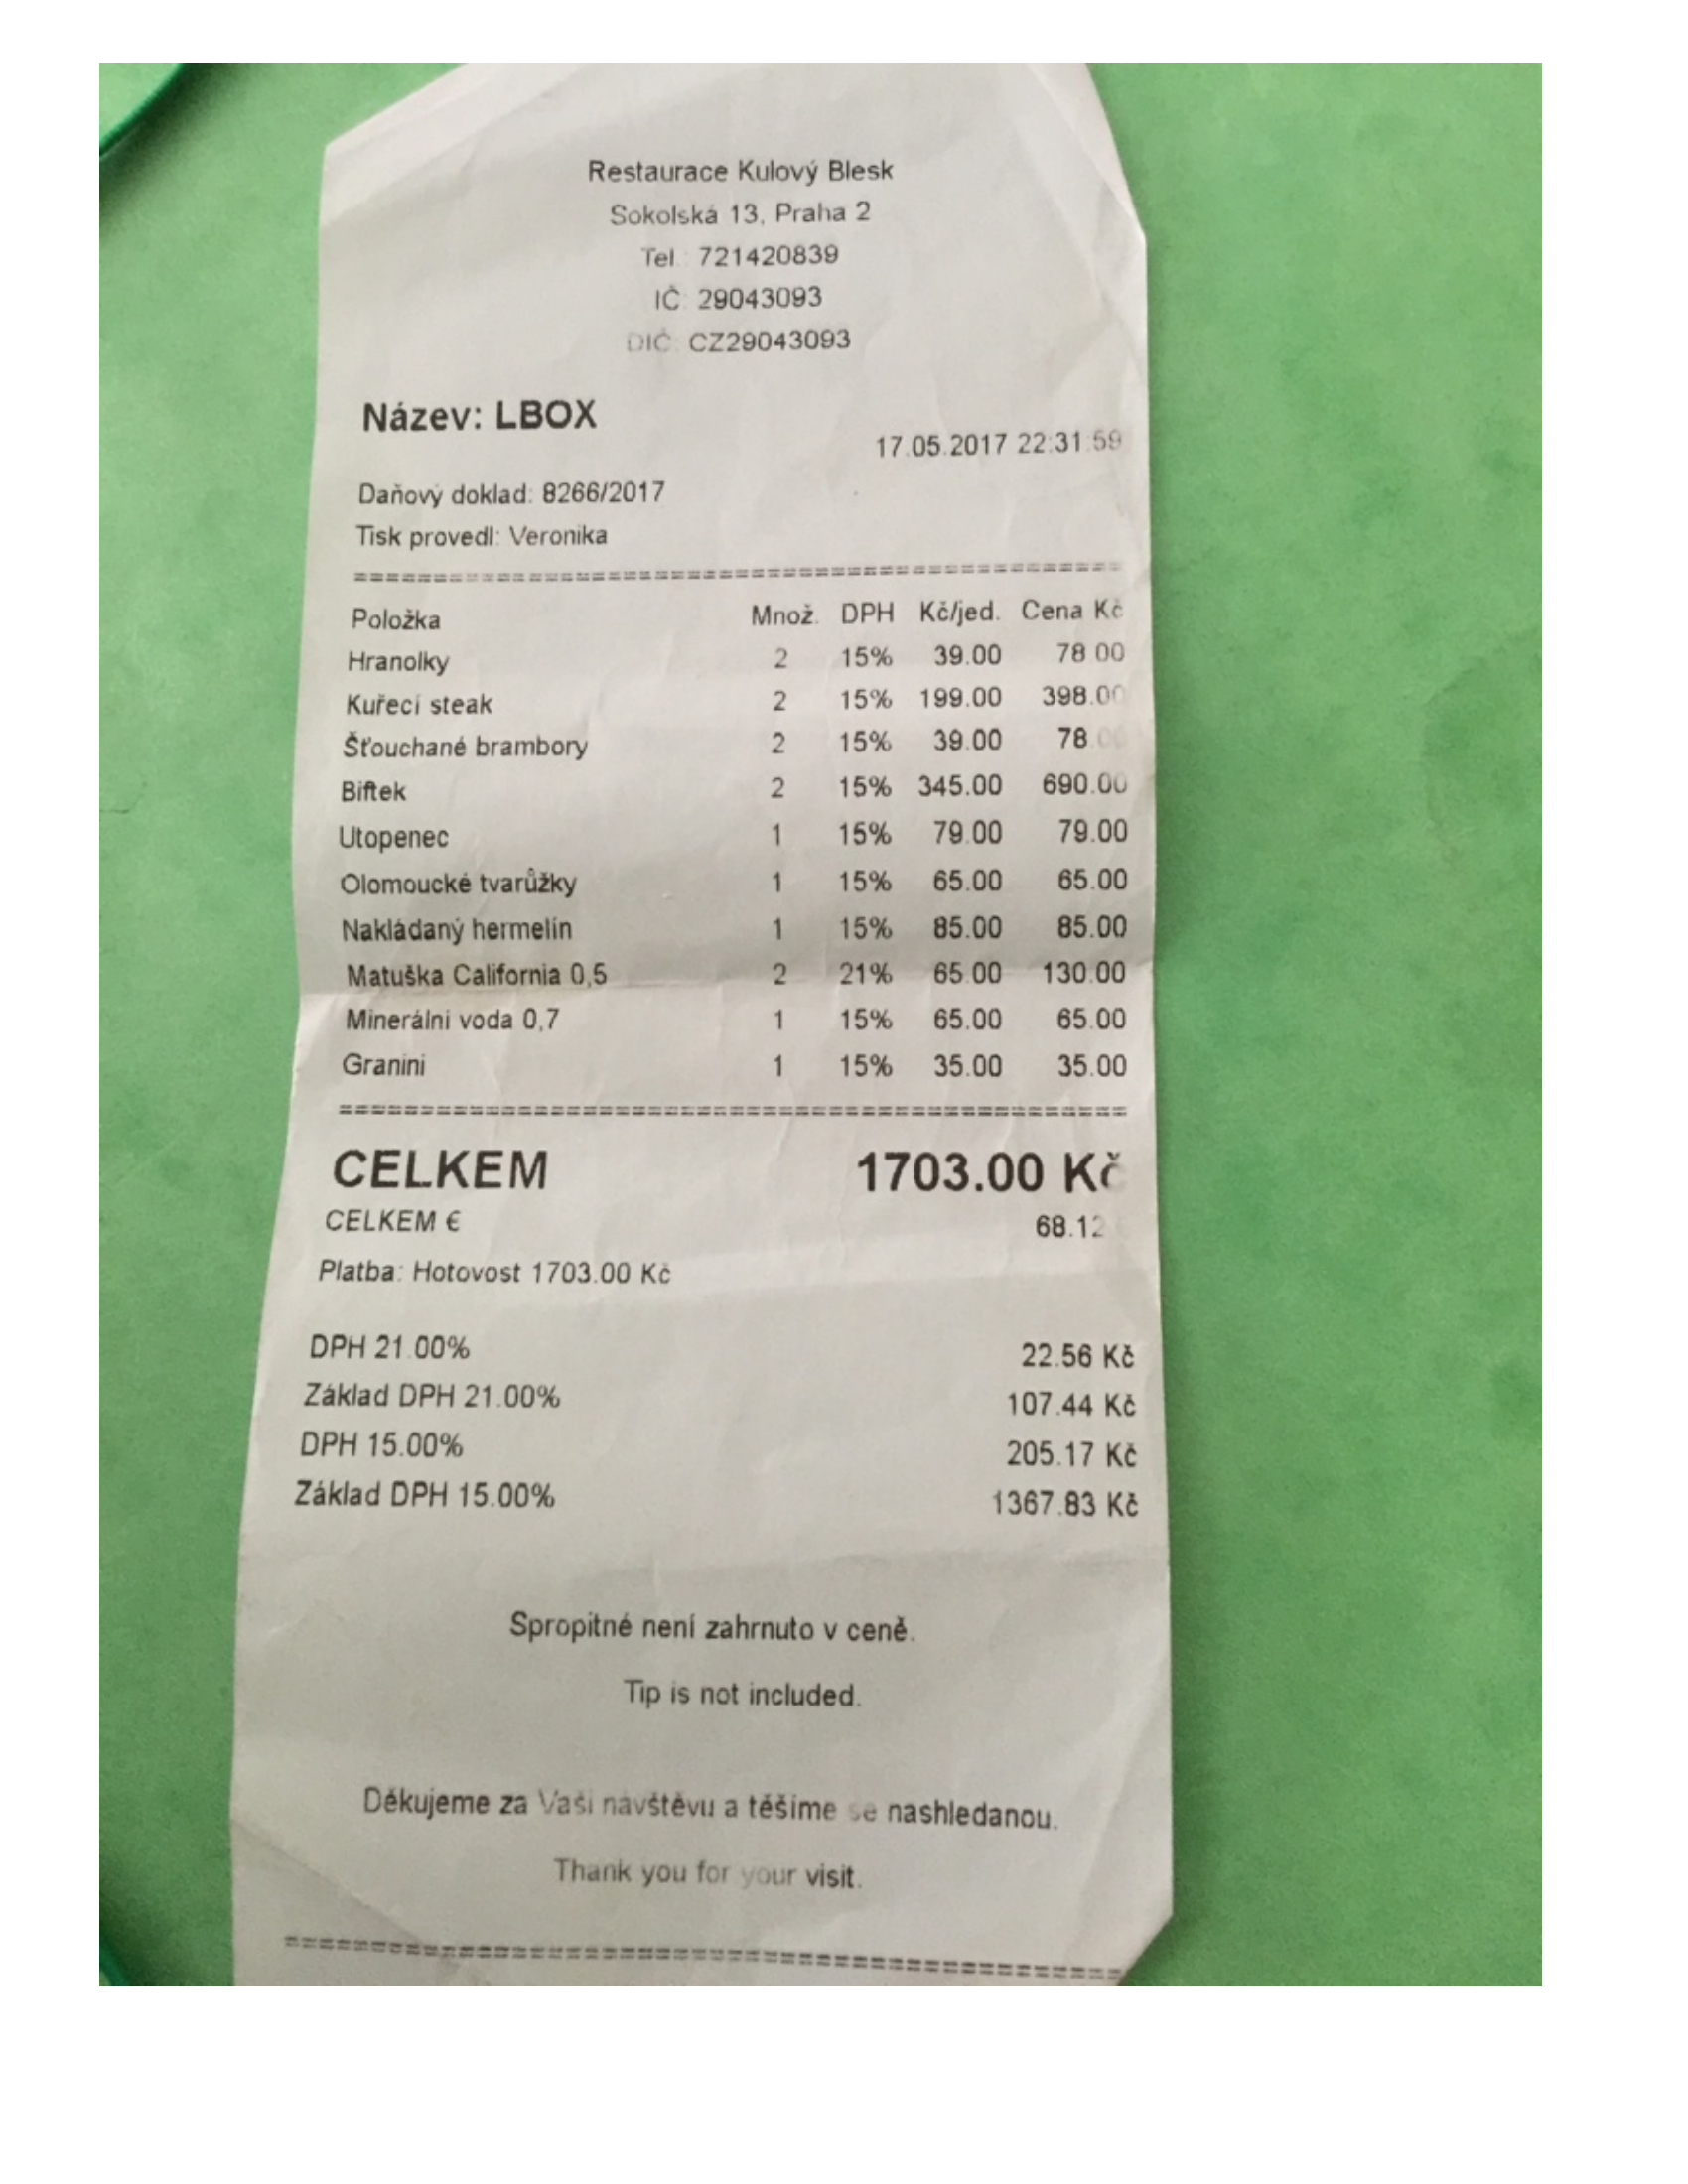 Restaurace Kulový Blesk
Sokolská 13, Praha 2
Tel.: 721420839
IČ: 29043093
DIČ: CZ29043093
Název: LBOX
17.05.2017 22:31:59
Daňový doklad: 8266/2017
Tisk provedl: Veronika
================================================
Položka Množ. DPH Kč/jed. Cena Kč
Hranolky 2 15% 39.00 78.00
Kuřecí steak 2 15% 199.00 398.00
Šťouchané brambory 2 15% 39.00 78.00
Biftek 2 15% 345.00 690.00
Utopenec 1 15% 79.00 79.00
Olomoucké tvarůžky 1 15% 65.00 65.00
Nakládaný hermelín 1 15% 85.00 85.00
Matuška California 0,5 2 21% 65.00 130.00
Minerální voda 0,7 1 15% 65.00 65.00
Granini 1 15% 35.00 35.00
================================================
CELKEM 1703.00 Kč
CELKEM € 68.12
Platba: Hotovost 1703.00 Kč
DPH 21.00% 22.56 Kč
Základ DPH 21.00% 107.44 Kč
DPH 15.00% 205.17 Kč
Základ DPH 15.00% 1367.83 Kč
Spropitné není zahrnuto v ceně.
Tip is not included.
Děkujeme za Vaši návštěvu a těšíme se nashledanou.
Thank you for your visit.
================================================